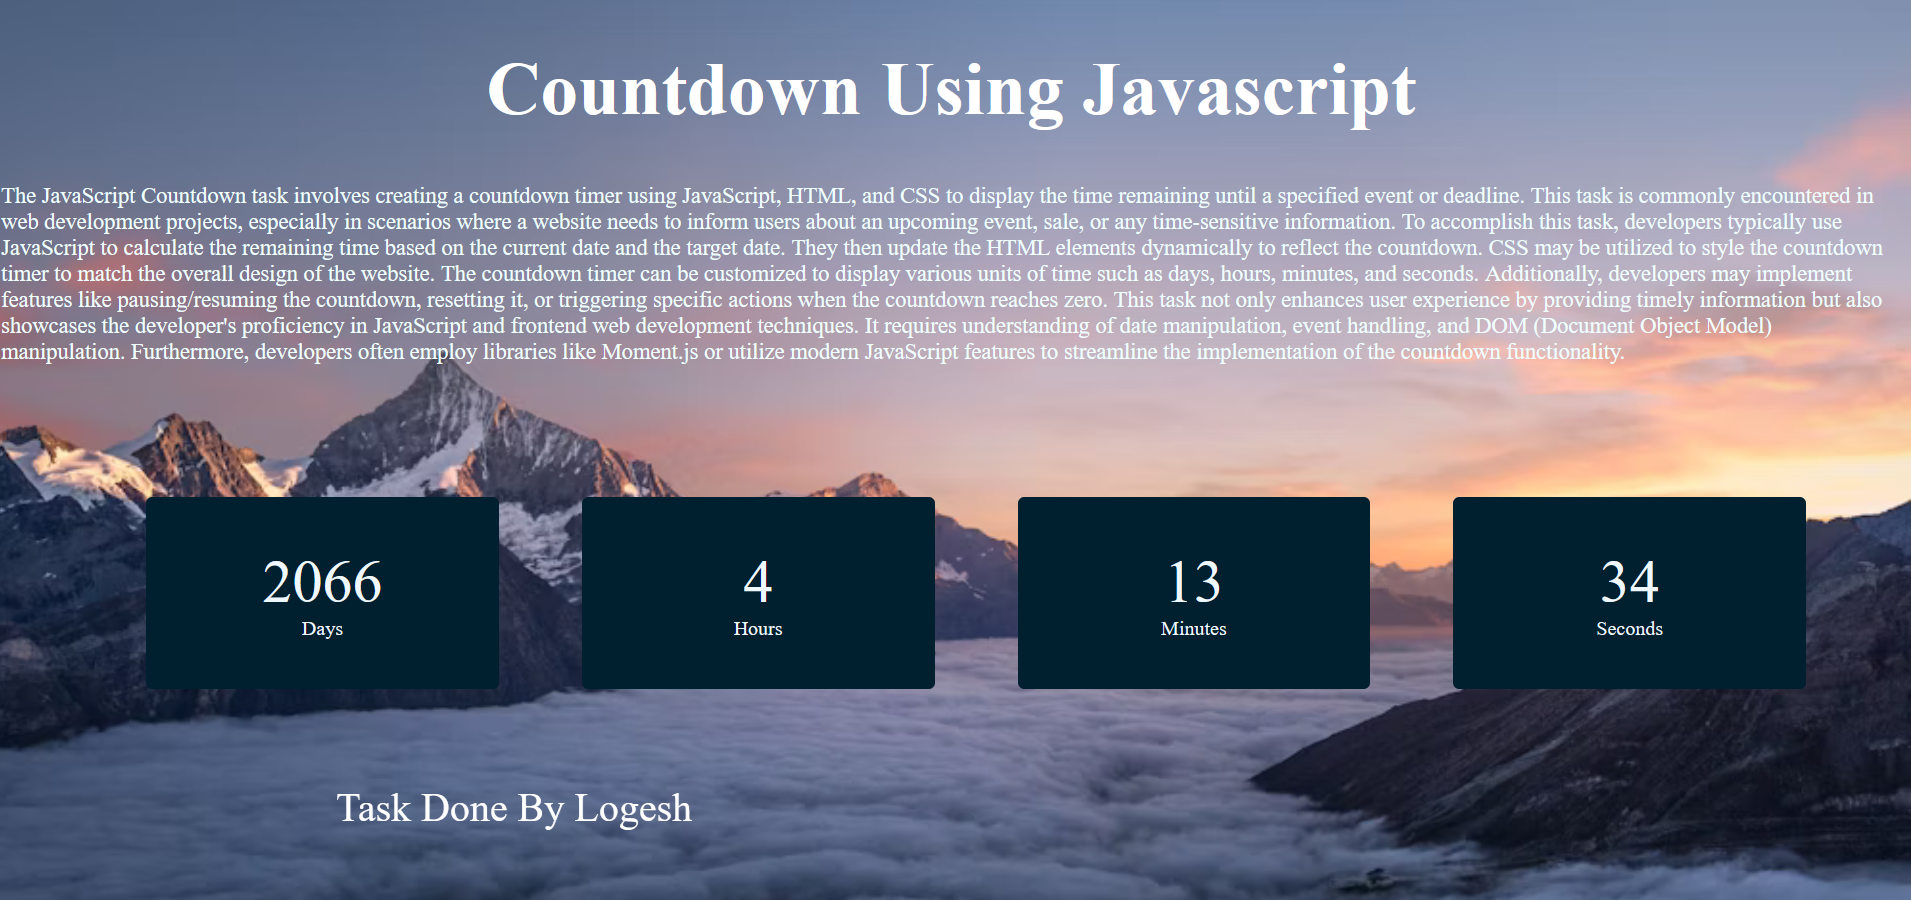 Countdown Using Javascript
The JavaScript Countdown task involves creating a countdown timer using JavaScript, HTML, and CSS to display the time remaining until a specified event or deadline. This task is commonly encountered in
web development projects, especially in scenarios where a website needs to inform users about an upcoming event, sale, or any time-sensitive information. To accomplish this task, developers typically use
JavaScript to calculate the remaining time based on the current date and the target date. They then update the HTML elements dynamically to reflect the countdown. CSS may be utilized to style the countdown
timer to match the overall design of the website. The countdown timer can be customized to display various units of time such as days, hours, minutes, and seconds. Additionally, developers may implement
features like pausing/resuming the countdown, resetting it, or triggering specific actions when the countdown reaches zero. This task not only enhances user experience by providing timely information but also
showcases the developer's proficiency in JavaScript and frontend web development techniques. It requires understanding of date manipulation, event handling, and DOM (Document Object Model)
manipulation. Furthermore, developers often employ libraries like Moment.js or utilize modern JavaScript features to streamline the implementation of the countdown functionality.
2066
Days
4
Hours
13
Minutes
34
Seconds
Task Done By Logesh